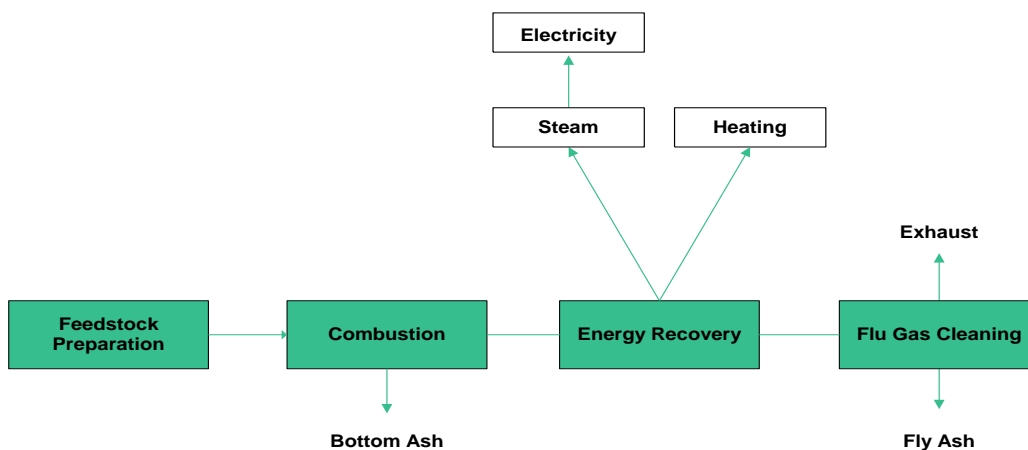 Electricity
Steam
Heating
Exhaust
Feedstock
Preparation
Combustion
Energy Recovery
Flu Gas Cleaning
Bottom Ash
Fly Ash